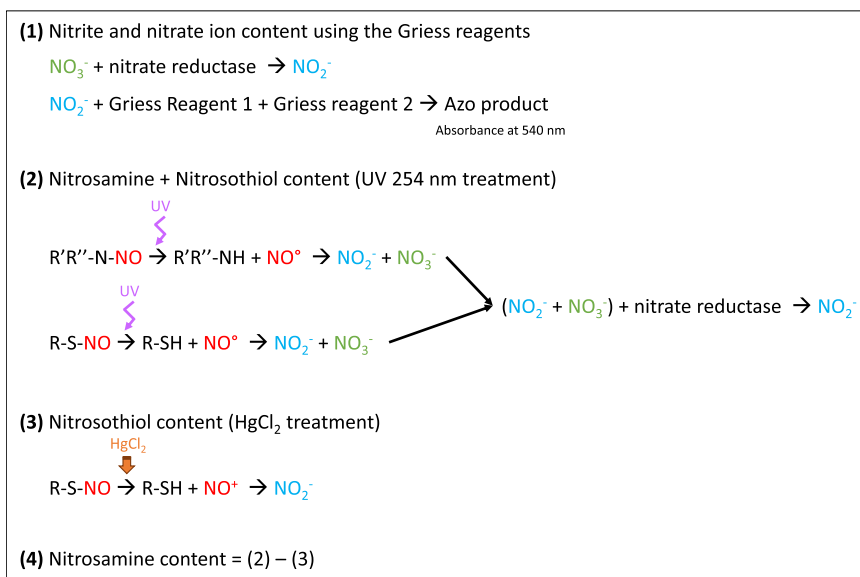 (1) Nitrite and nitrate ion content using the Griess reagents
NO₃⁻ + nitrate reductase → NO₂⁻
NO₂⁻ + Griess Reagent 1 + Griess reagent 2 → Azo product
Absorbance at 540 nm
(2) Nitrosamine + Nitrosothiol content (UV 254 nm treatment)
UV
R'R''-N-NO → R'R''-NH + NO° → NO₂⁻ + NO₃⁻
UV
(NO₂⁻ + NO₃⁻) + nitrate reductase → NO₂⁻
R-S-NO → R-SH + NO° → NO₂⁻ + NO₃⁻
(3) Nitrosothiol content (HgCl₂ treatment)
HgCl₂
R-S-NO → R-SH + NO⁺ → NO₂⁻
(4) Nitrosamine content = (2) – (3)